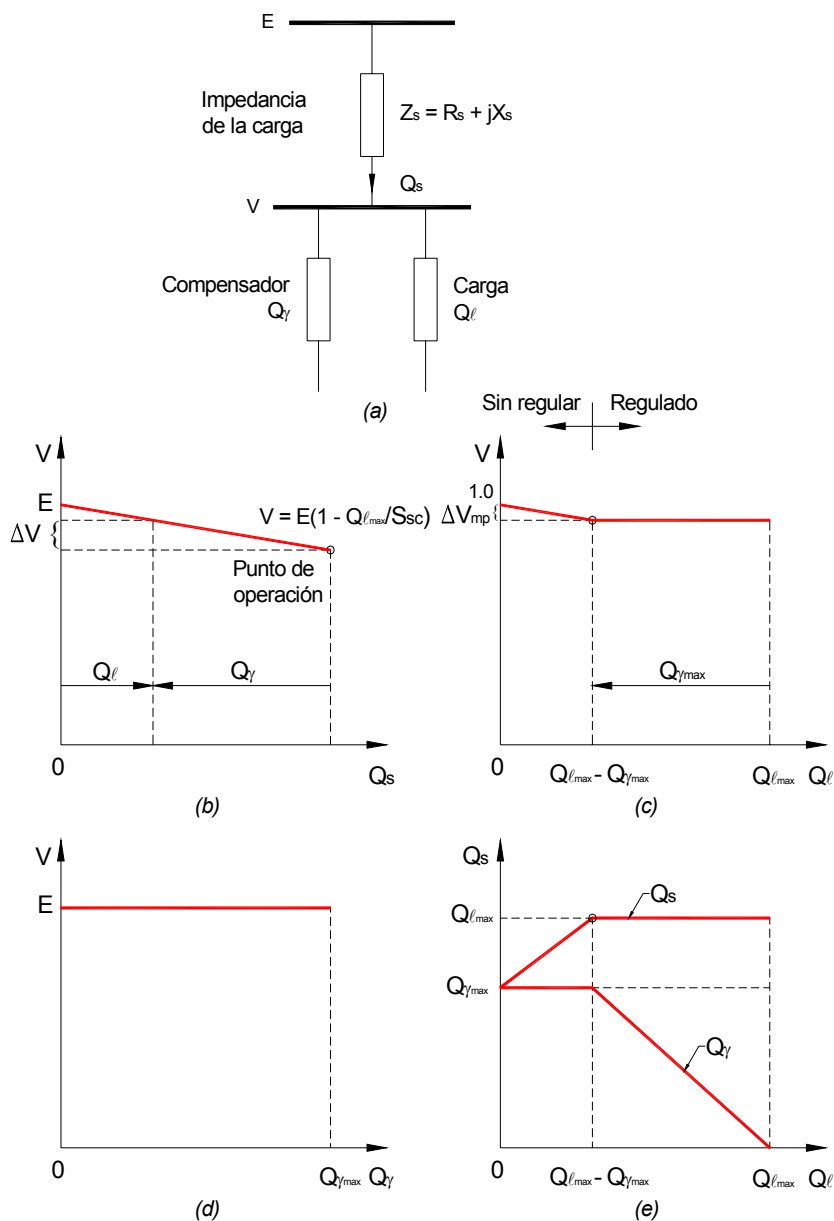 E
Impedancia
de la carga
Zs = Rs + jXs
Qs
V
Compensador
Qγ
Carga
Qℓ
(a)
Sin regular
Regulado
V
E
ΔV {
V = E(1 - Qℓmax/Ssc)
Punto de
operación
Qℓ
Qγ
0
Qs
(b)
V
1.0
ΔVmp {
Qγmax
0
Qℓmax - Qγmax
Qℓmax
Qℓ
(c)
V
E
0
Qγmax
Qγ
(d)
Qs
Qℓmax
Qs
Qγmax
Qγ
0
Qℓmax - Qγmax
Qℓmax
Qℓ
(e)